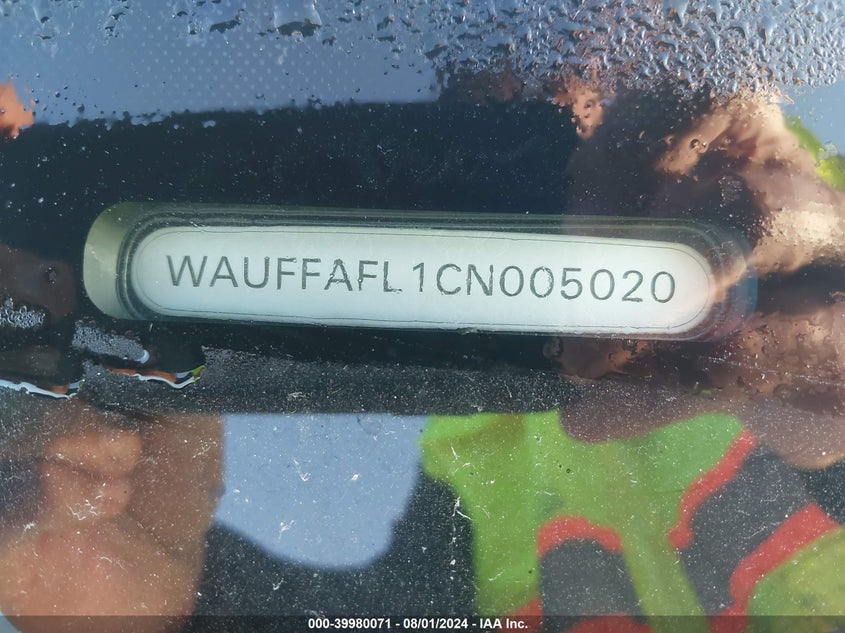 WAUFFAFL1CN005020
000-39980071 - 08/01/2024 - IAA Inc.